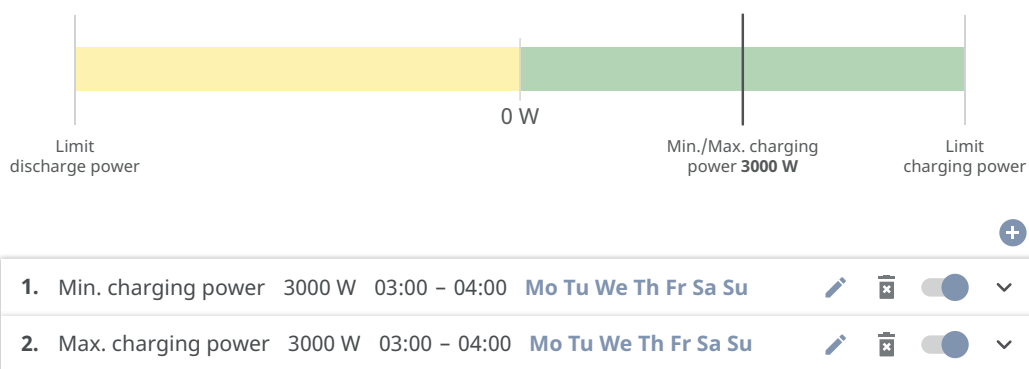 0 W
Limit
discharge power
Min./Max. charging
power 3000 W
Limit
charging power
1. Min. charging power 3000 W 03:00 – 04:00 Mo Tu We Th Fr Sa Su
2. Max. charging power 3000 W 03:00 – 04:00 Mo Tu We Th Fr Sa Su